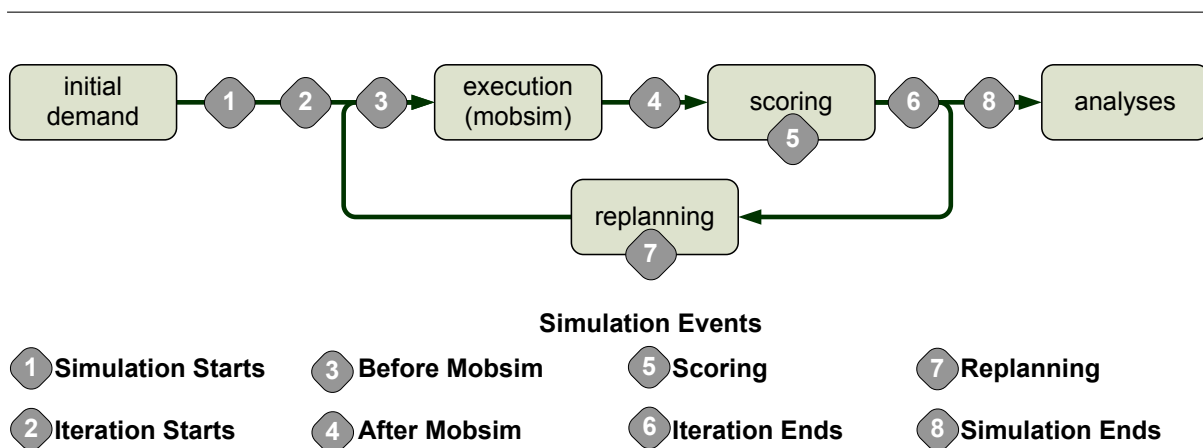 initial
demand
1
2
3
execution
(mobsim)
4
scoring
5
6
8
analyses
replanning
7
Simulation Events
1 Simulation Starts
3 Before Mobsim
5 Scoring
7 Replanning
2 Iteration Starts
4 After Mobsim
6 Iteration Ends
8 Simulation Ends